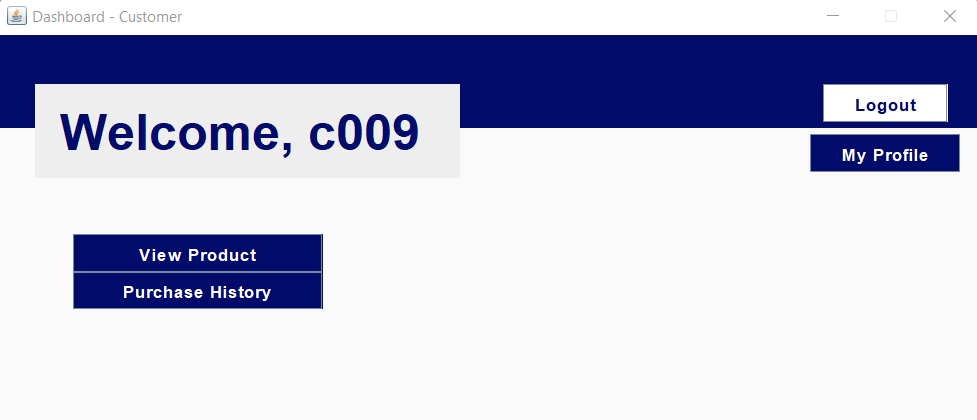 Dashboard - Customer
Logout
Welcome, c009
My Profile
View Product
Purchase History